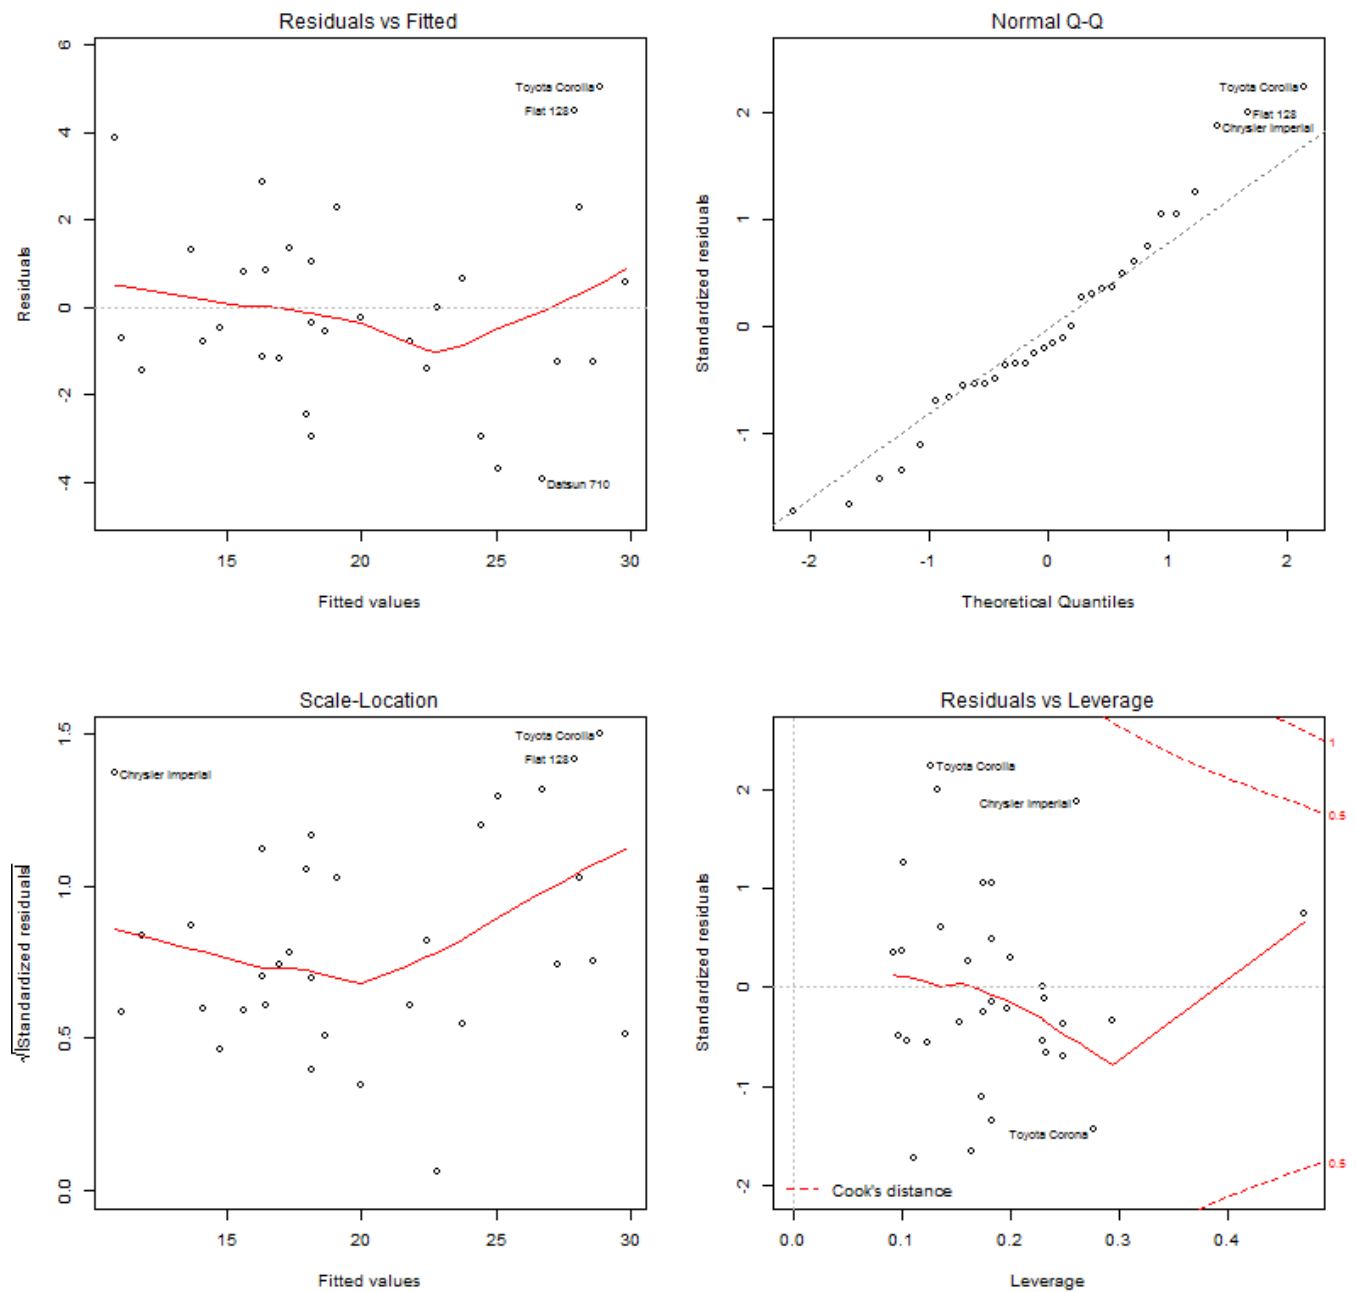 Residuals vs Fitted
6
4
2
0
-2
-4
Residuals
Toyota Corolla
Fiat 128
Datsun 710
15 20 25 30
Fitted values
Normal Q-Q
2
1
0
-1
Standardized residuals
Toyota Corolla
Fiat 128
Chrysler Imperial
-2 -1 0 1 2
Theoretical Quantiles
Scale-Location
1.5
1.0
0.5
0.0
√|Standardized residuals|
Toyota Corolla
Fiat 128
Chrysler Imperial
15 20 25 30
Fitted values
Residuals vs Leverage
2
1
0
-1
-2
Standardized residuals
Toyota Corolla
Chrysler Imperial
Toyota Corona
1
0.5
0.5
Cook's distance
0.0 0.1 0.2 0.3 0.4
Leverage